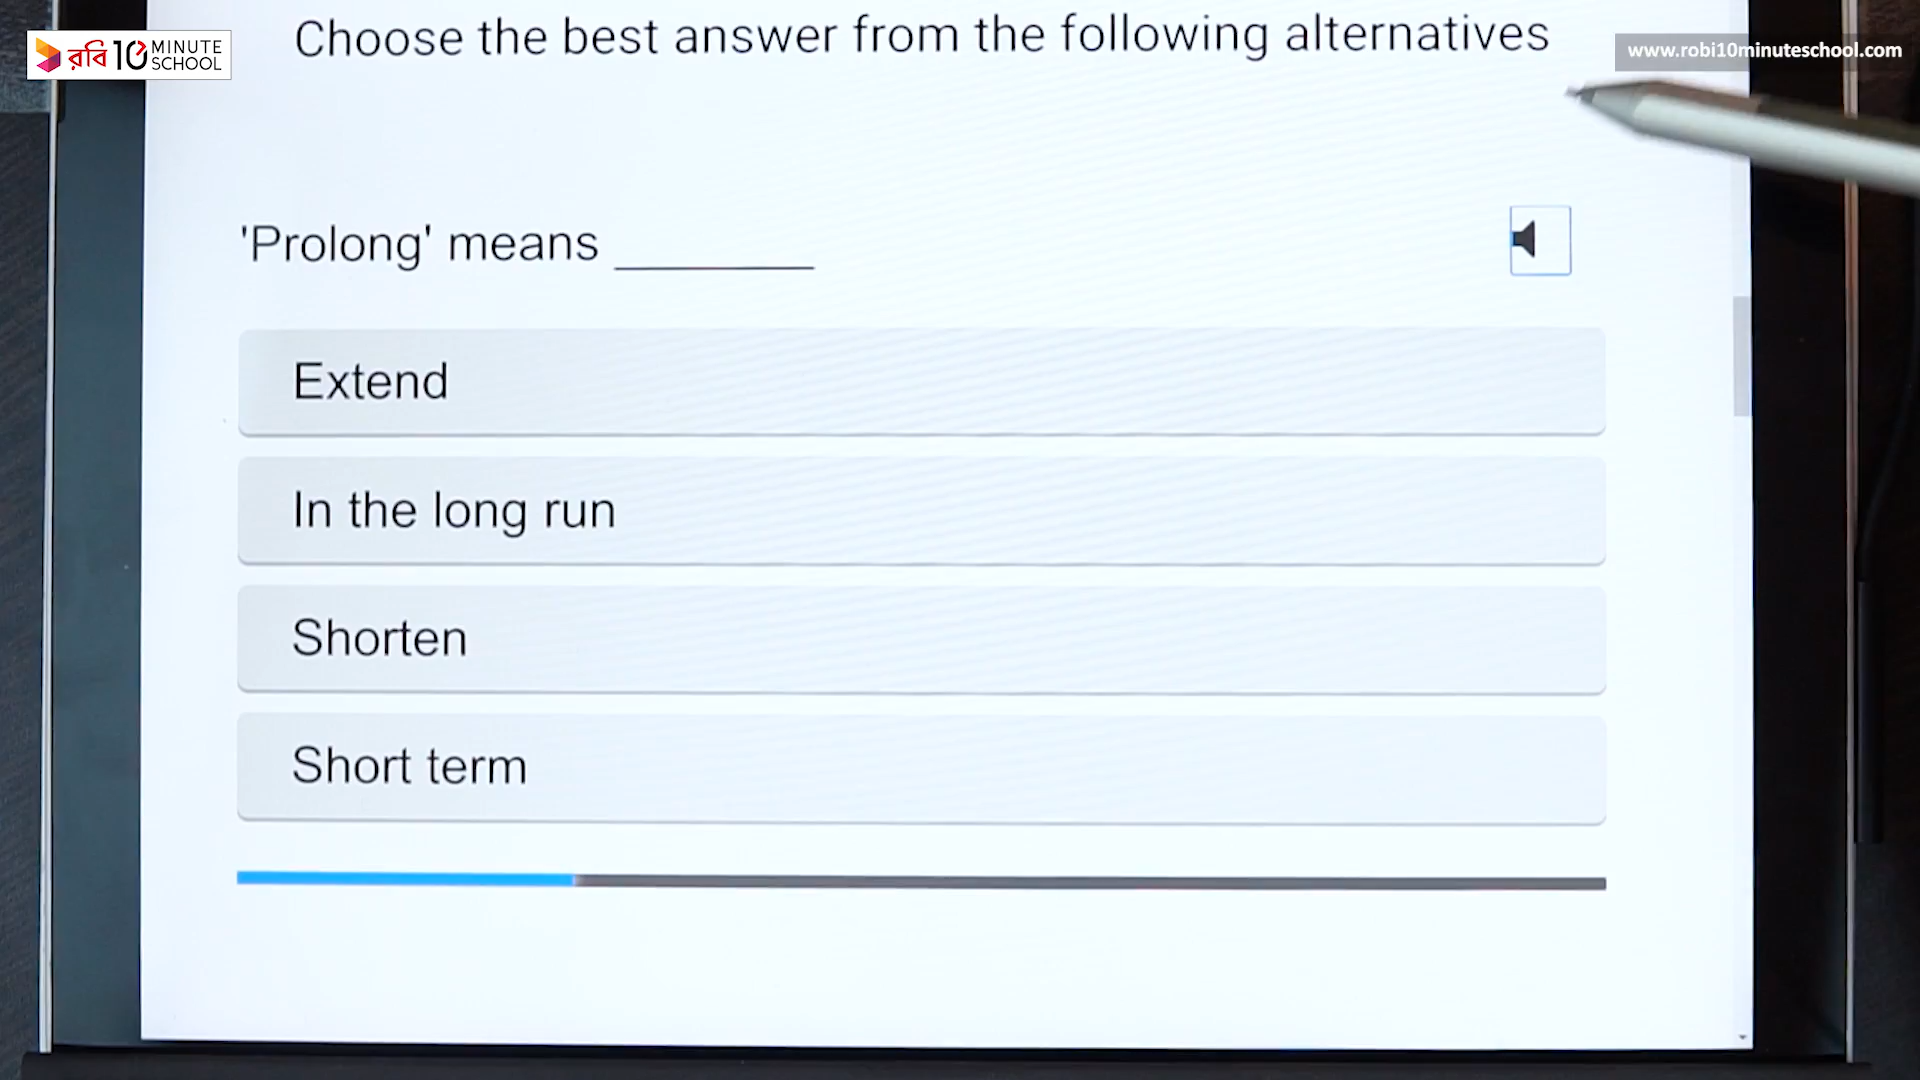 রবি 10 MINUTE SCHOOL
Choose the best answer from the following alternatives
www.robi10minuteschool.com
'Prolong' means ________
Extend
In the long run
Shorten
Short term